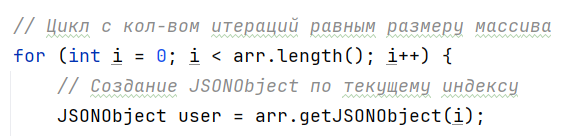 // Цикл с кол-вом итераций равным размеру массива
for (int i = 0; i < arr.length(); i++) {
// Создание JSONObject по текущему индексу
JSONObject user = arr.getJSONObject(i);